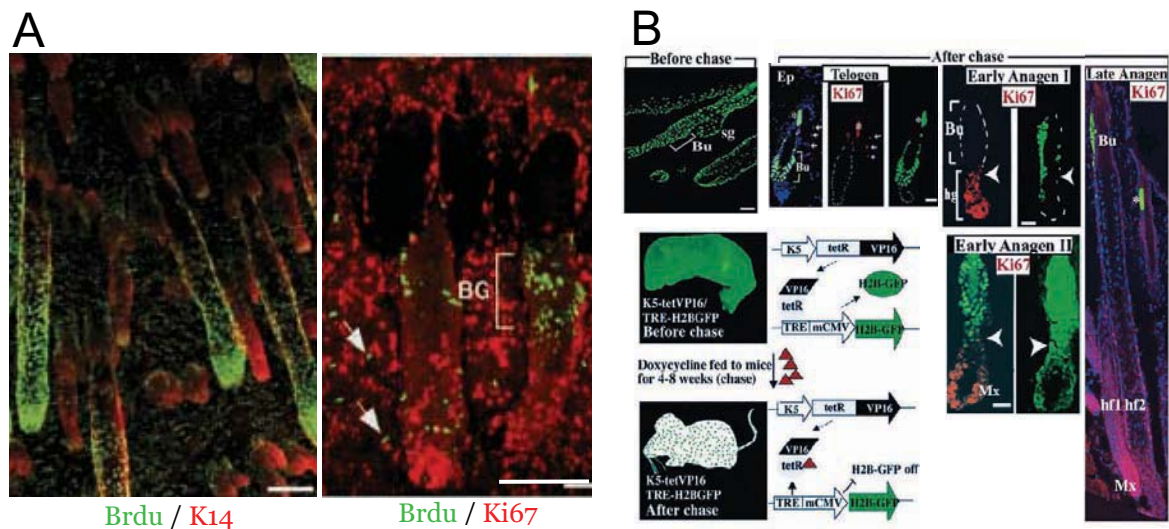 A
BG
Brdu / K14
Brdu / Ki67
B
Before chase
After chase
sg
Bu
Ep
Telogen
Ki67
Bu
Early Anagen I
Ki67
Bu
hg
Late Anagen
Ki67
Bu
*
hf1 hf2
Mx
Early Anagen II
Ki67
Mx
K5-tetVP16/
TRE-H2BGFP
Before chase
K5 tetR VP16
VP16
tetR
H2B-GFP
TRE mCMV H2B-GFP
Doxycycline fed to mice
for 4-8 weeks (chase)
K5-tetVP16
TRE-H2BGFP
After chase
K5 tetR VP16
VP16
tetR
H2B-GFP off
TRE mCMV H2B-GFP